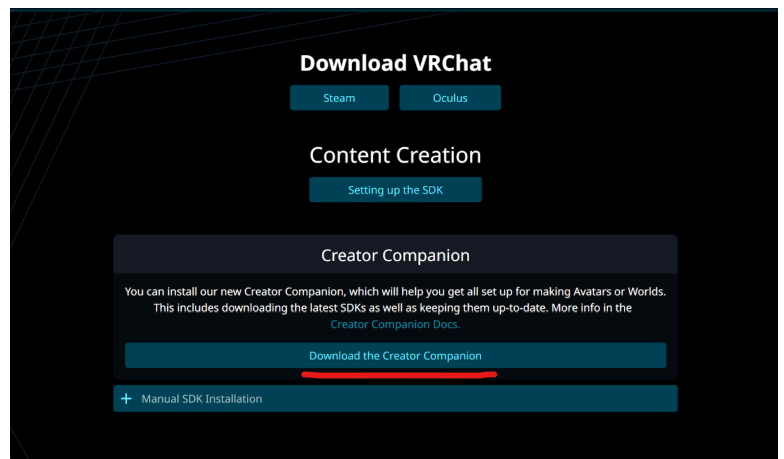 Download VRChat
Steam
Oculus
Content Creation
Setting up the SDK
Creator Companion
You can install our new Creator Companion, which will help you get all set up for making Avatars or Worlds.
This includes downloading the latest SDKs as well as keeping them up-to-date. More info in the
Creator Companion Docs.
Download the Creator Companion
+ Manual SDK Installation